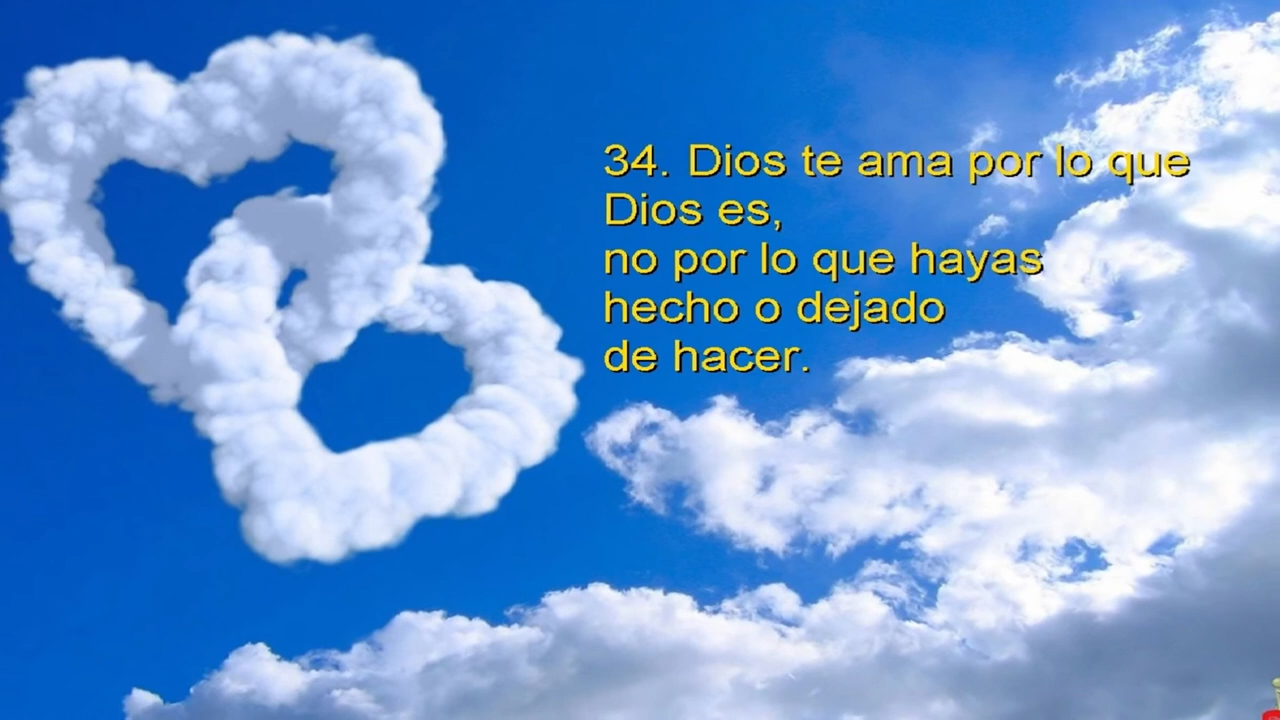 34. Dios te ama por lo que
Dios es,
no por lo que hayas
hecho o dejado
de hacer.